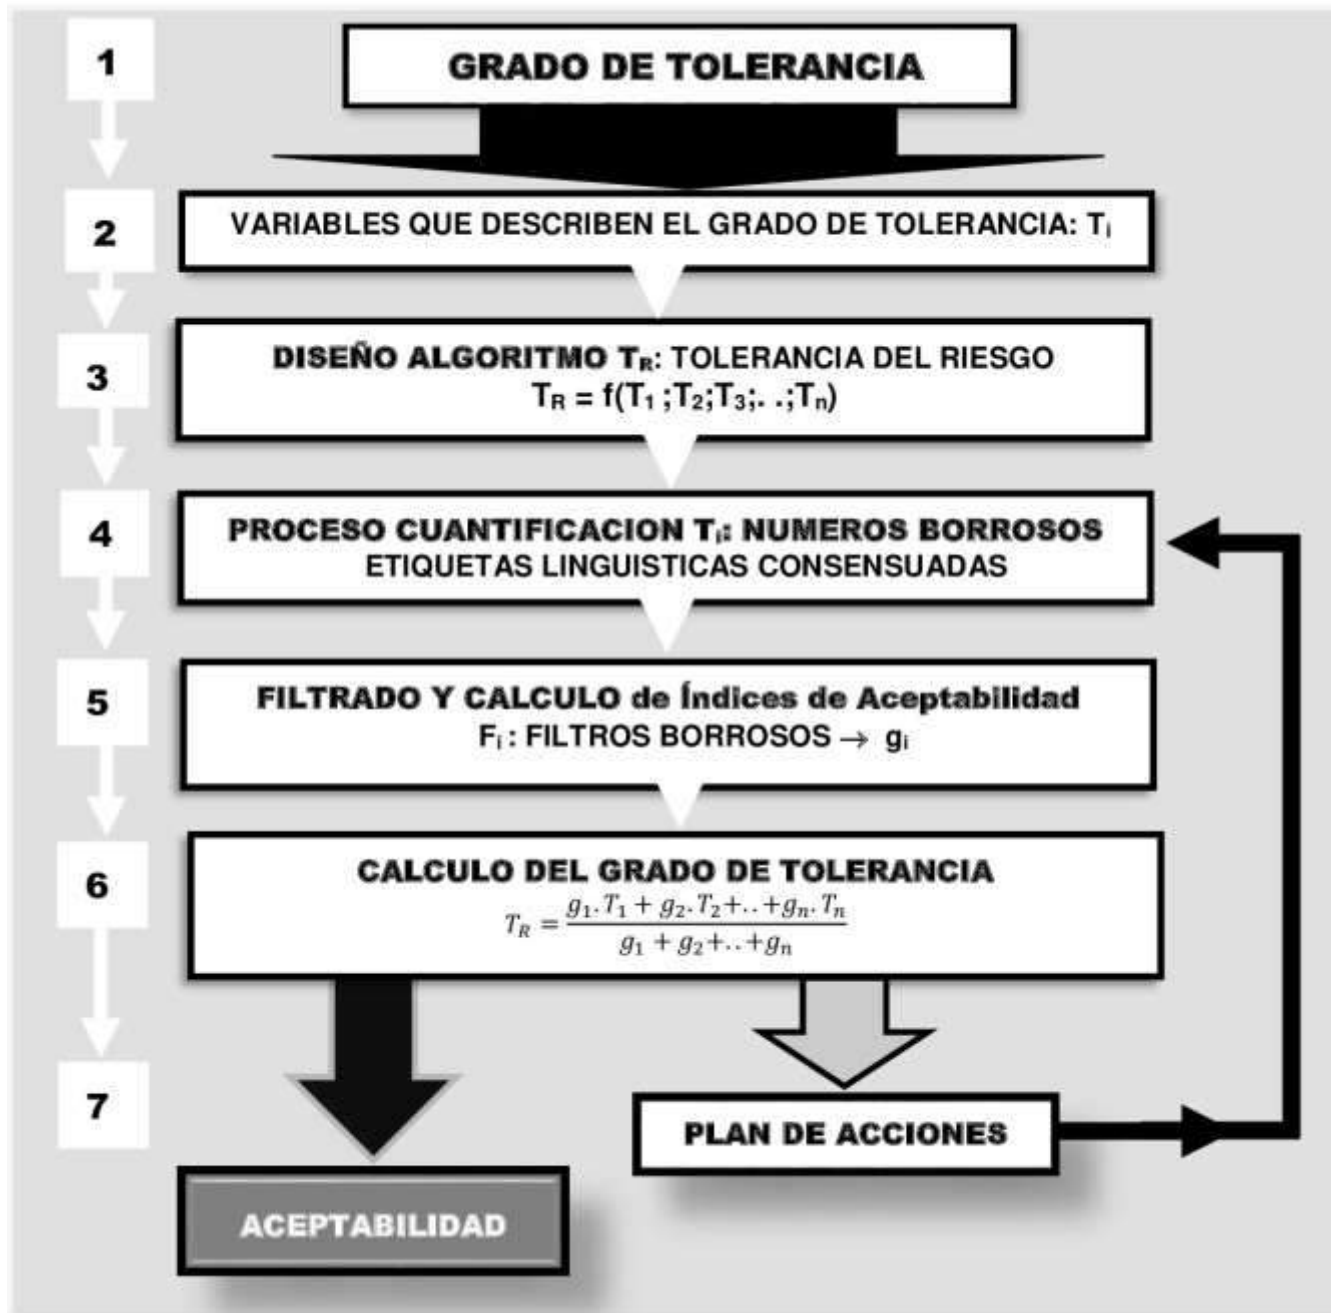 1
GRADO DE TOLERANCIA
2
VARIABLES QUE DESCRIBEN EL GRADO DE TOLERANCIA: Tᵢ
3
DISEÑO ALGORITMO T_R: TOLERANCIA DEL RIESGO
T_R = f(T₁ ;T₂;T₃;. .;Tₙ)
4
PROCESO CUANTIFICACION Tᵢ: NUMEROS BORROSOS
ETIQUETAS LINGUISTICAS CONSENSUADAS
5
FILTRADO Y CALCULO de Índices de Aceptabilidad
Fᵢ : FILTROS BORROSOS → gᵢ
6
CALCULO DEL GRADO DE TOLERANCIA
T_R = (g₁. T₁ + g₂. T₂+. . +gₙ. Tₙ) / (g₁ + g₂+. . +gₙ)
7
PLAN DE ACCIONES
ACEPTABILIDAD